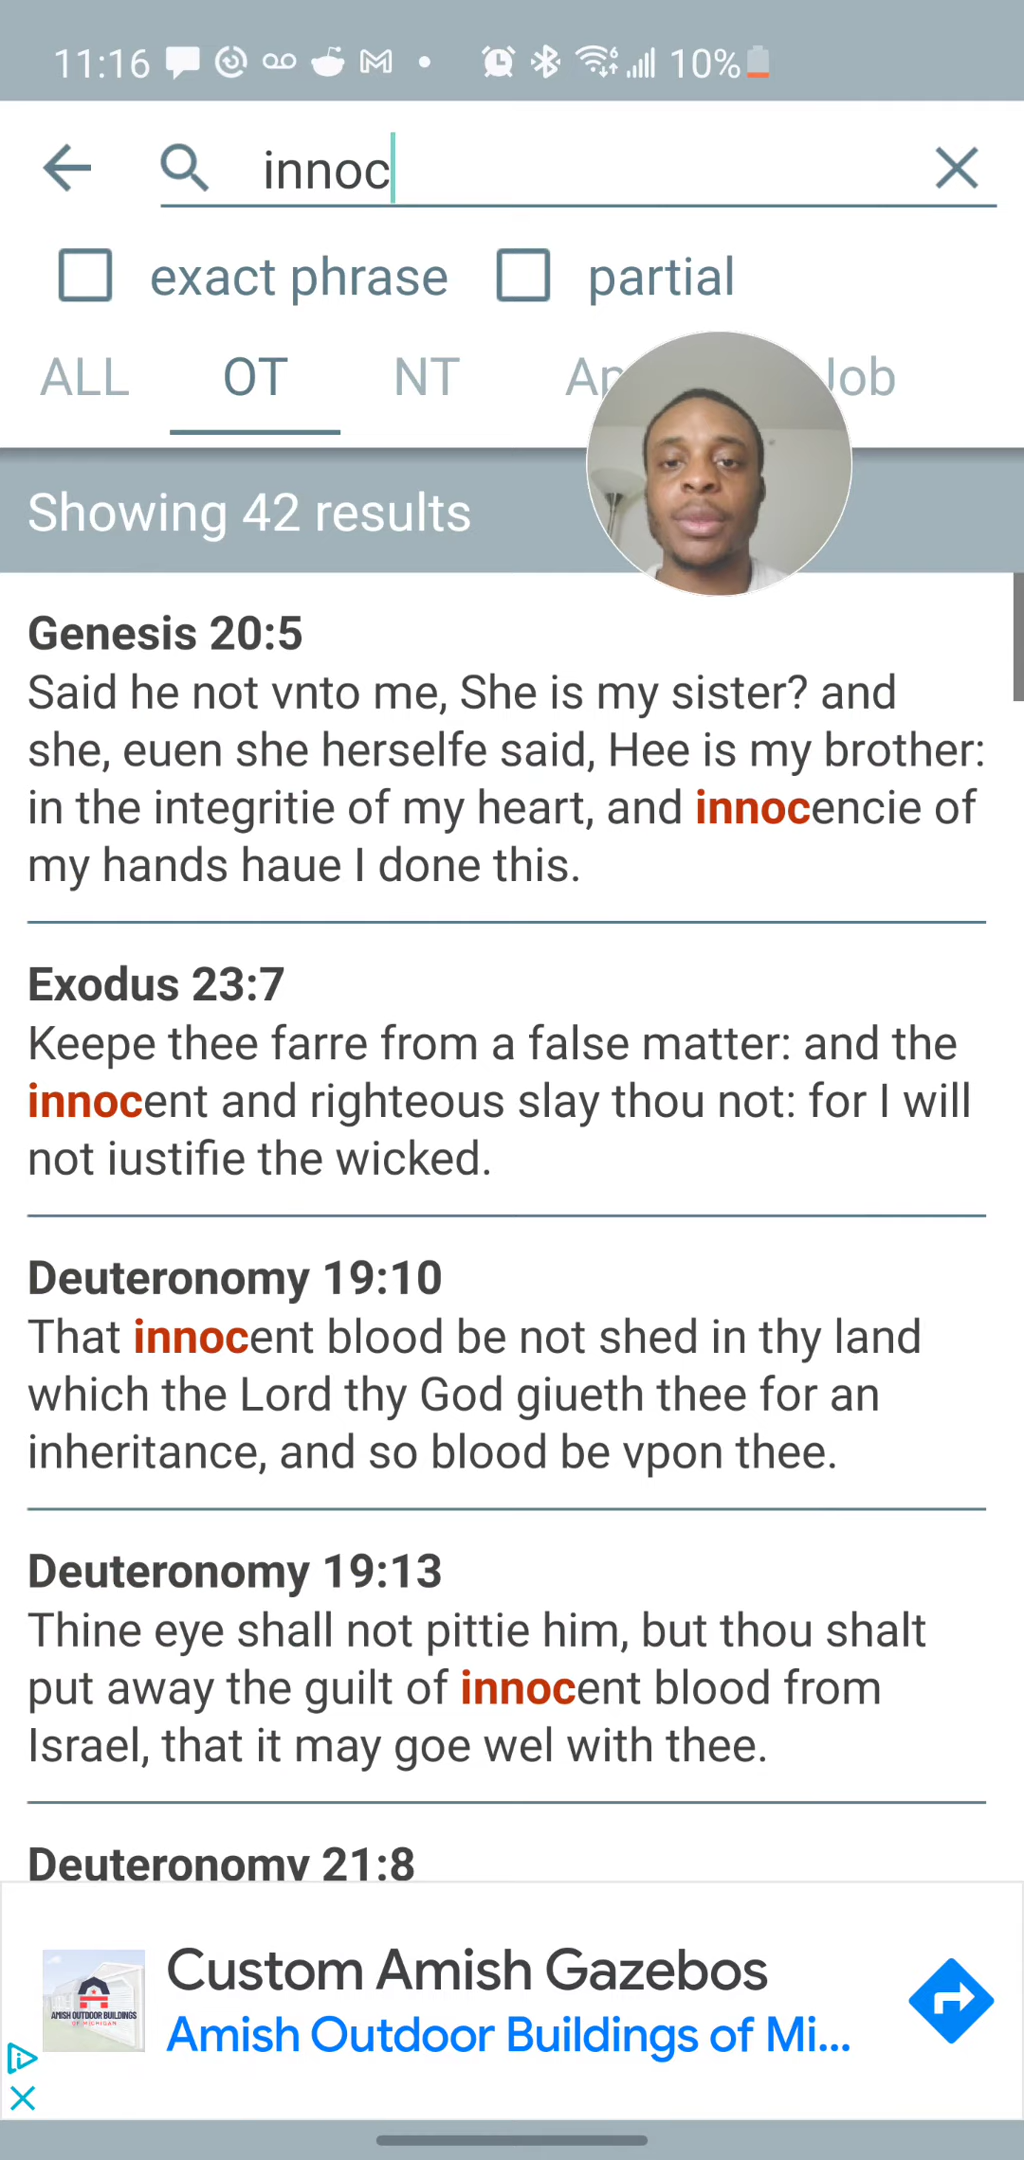 11:16 10%
innoc
exact phrase partial
ALL OT NT Job
Showing 42 results
Genesis 20:5
Said he not vnto me, She is my sister? and
she, euen she herselfe said, Hee is my brother:
in the integritie of my heart, and innocencie of
my hands haue I done this.
Exodus 23:7
Keepe thee farre from a false matter: and the
innocent and righteous slay thou not: for I will
not iustifie the wicked.
Deuteronomy 19:10
That innocent blood be not shed in thy land
which the Lord thy God giueth thee for an
inheritance, and so blood be vpon thee.
Deuteronomy 19:13
Thine eye shall not pittie him, but thou shalt
put away the guilt of innocent blood from
Israel, that it may goe wel with thee.
Deuteronomy 21:8
Custom Amish Gazebos
Amish Outdoor Buildings of Mi...
AMISH OUTDOOR BUILDINGS
OF MICHIGAN